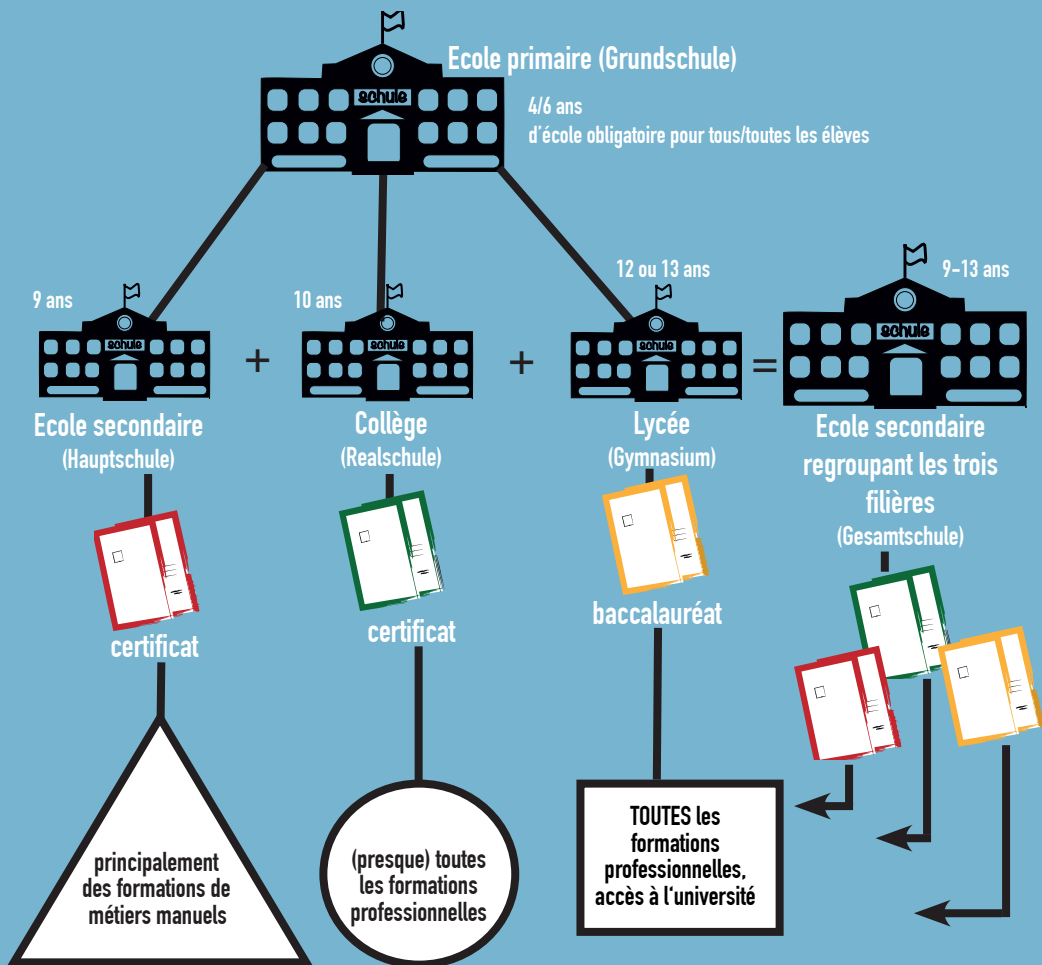 Ecole primaire (Grundschule)
schule
4/6 ans
d'école obligatoire pour tous/toutes les élèves
9 ans
10 ans
12 ou 13 ans
9-13 ans
schule
schule
schule
schule
+
+
=
Ecole secondaire
(Hauptschule)
Collège
(Realschule)
Lycée
(Gymnasium)
Ecole secondaire
regroupant les trois
filières
(Gesamtschule)
certificat
certificat
baccalauréat
principalement
des formations de
métiers manuels
(presque) toutes
les formations
professionnelles
TOUTES les
formations
professionnelles,
accès à l‘université